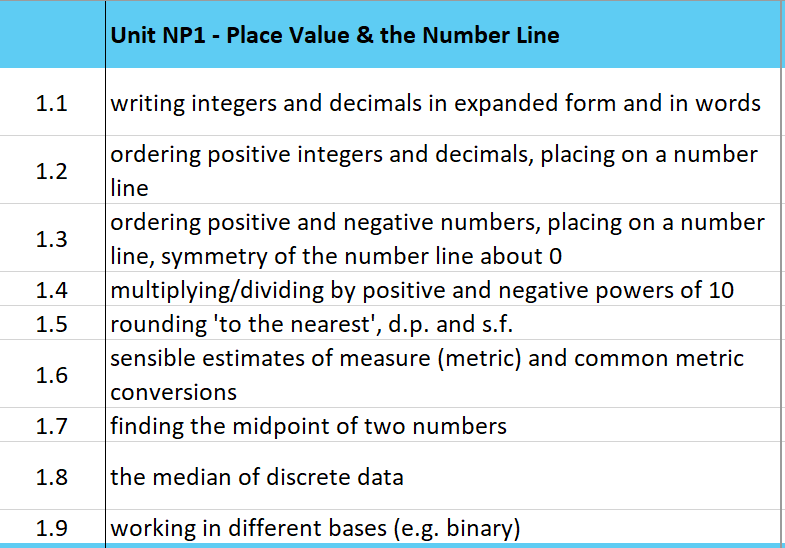 Unit NP1 - Place Value & the Number Line
1.1 writing integers and decimals in expanded form and in words
1.2 ordering positive integers and decimals, placing on a number
line
1.3 ordering positive and negative numbers, placing on a number
line, symmetry of the number line about 0
1.4 multiplying/dividing by positive and negative powers of 10
1.5 rounding 'to the nearest', d.p. and s.f.
1.6 sensible estimates of measure (metric) and common metric
conversions
1.7 finding the midpoint of two numbers
1.8 the median of discrete data
1.9 working in different bases (e.g. binary)